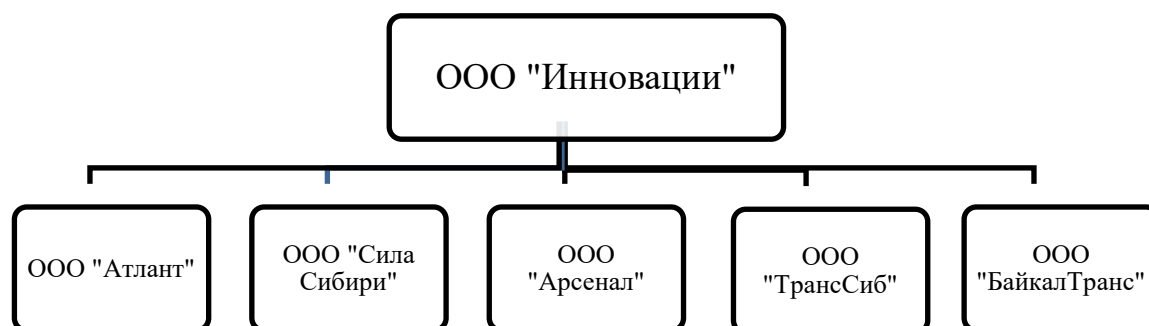 ООО "Инновации"
ООО "Атлант"
ООО "Сила
Сибири"
ООО
"Арсенал"
ООО
"ТрансСиб"
ООО
"БайкалТранс"